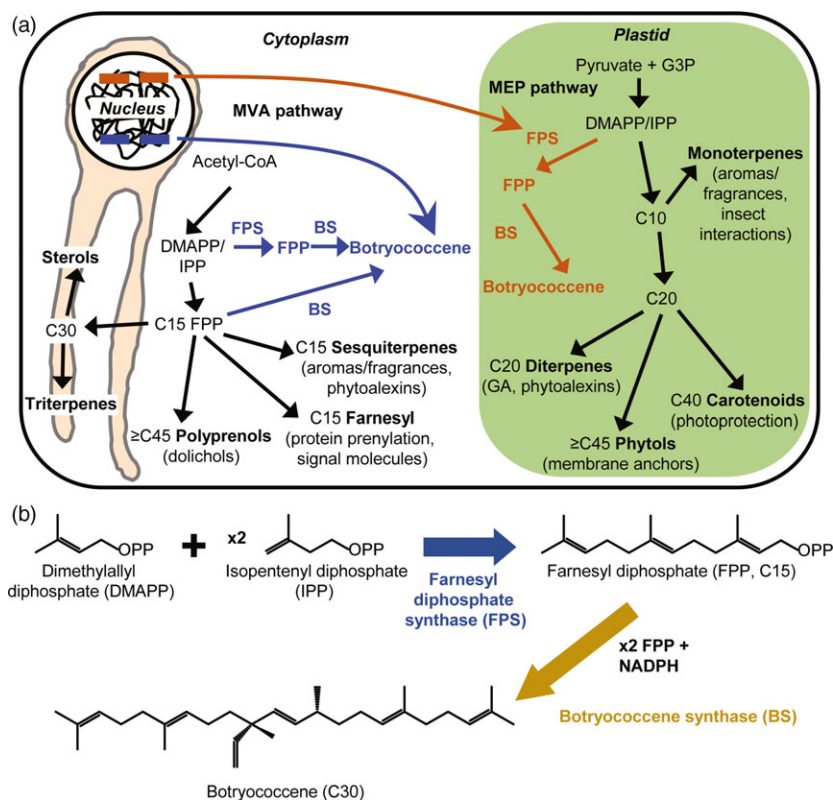 (a)
Cytoplasm
Plastid
Nucleus
MVA pathway
Acetyl-CoA
DMAPP/
IPP
FPS
FPP
BS
Botryococcene
BS
Sterols
C30
C15 FPP
Triterpenes
C15 Sesquiterpenes
(aromas/fragrances,
phytoalexins)
≥C45 Polyprenols
(dolichols)
C15 Farnesyl
(protein prenylation,
signal molecules)
Pyruvate + G3P
MEP pathway
DMAPP/IPP
FPS
FPP
BS
Botryococcene
Monoterpenes
(aromas/
fragrances,
insect
interactions)
C10
C20
C20 Diterpenes
(GA, phytoalexins)
C40 Carotenoids
(photoprotection)
≥C45 Phytols
(membrane anchors)
(b)
OPP
Dimethylallyl
diphosphate (DMAPP)
+
x2
OPP
Isopentenyl diphosphate
(IPP)
Farnesyl
diphosphate
synthase (FPS)
OPP
Farnesyl diphosphate (FPP, C15)
x2 FPP +
NADPH
Botryococcene synthase (BS)
Botryococcene (C30)